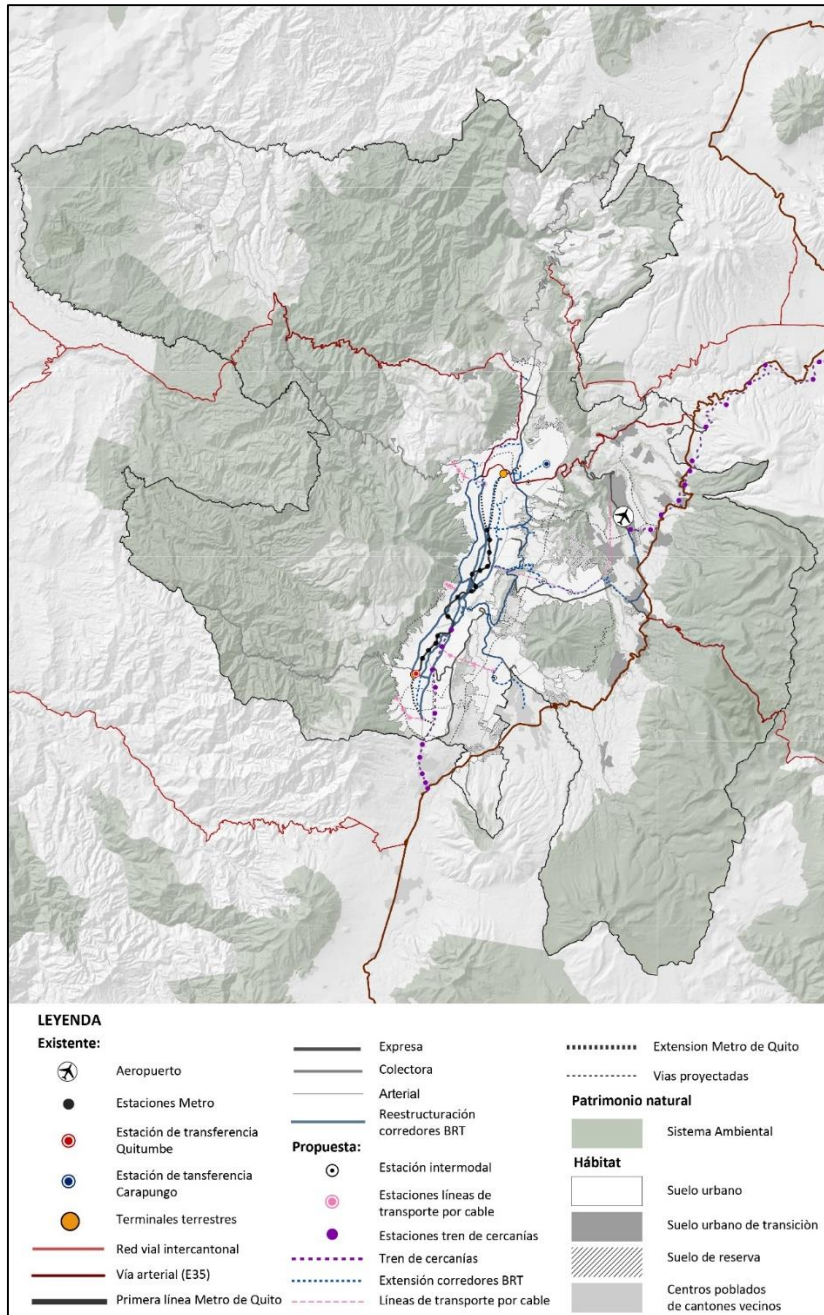 LEYENDA
Existente:
Aeropuerto
Estaciones Metro
Estación de transferencia
Quitumbe
Estación de tansferencia
Carapungo
Terminales terrestres
Red vial intercantonal
Vía arterial (E35)
Primera línea Metro de Quito
Expresa
Colectora
Arterial
Reestructuración
corredores BRT
Propuesta:
Estación intermodal
Estaciones líneas de
transporte por cable
Estaciones tren de cercanías
Tren de cercanías
Extensión corredores BRT
Líneas de transporte por cable
Extension Metro de Quito
Vias proyectadas
Patrimonio natural
Sistema Ambiental
Hábitat
Suelo urbano
Suelo urbano de transiciòn
Suelo de reserva
Centros poblados
de cantones vecinos